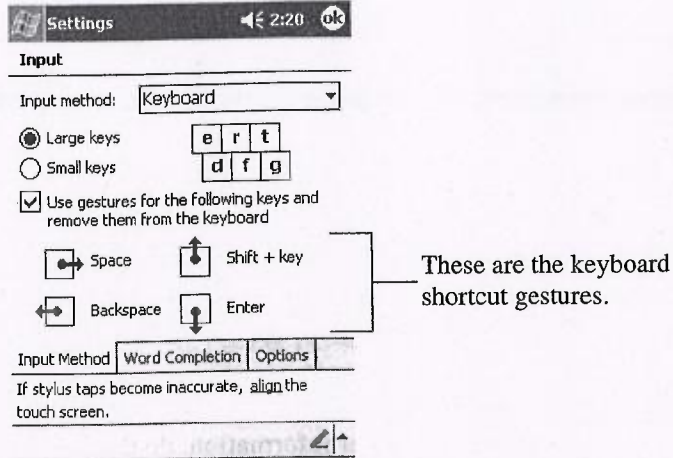 Settings 2:20 ok
Input
Input method: Keyboard
Large keys
e r t
Small keys
d f g
Use gestures for the following keys and
remove them from the keyboard
Space
Shift + key
Backspace
Enter
These are the keyboard
shortcut gestures.
Input Method Word Completion Options
If stylus taps become inaccurate, align the
touch screen.